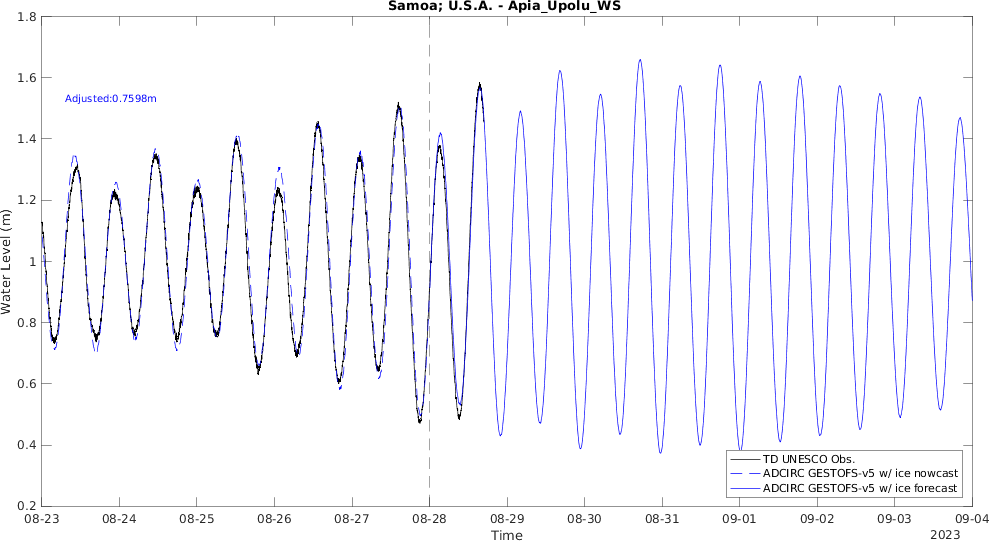 Samoa; U.S.A. - Apia_Upolu_WS
1.8
1.6
1.4
1.2
1
0.8
0.6
0.4
0.2
Water Level (m)
Adjusted:0.7598m
TD UNESCO Obs.
ADCIRC GESTOFS-v5 w/ ice nowcast
ADCIRC GESTOFS-v5 w/ ice forecast
08-23 08-24 08-25 08-26 08-27 08-28 08-29 08-30 08-31 09-01 09-02 09-03 09-04
Time
2023